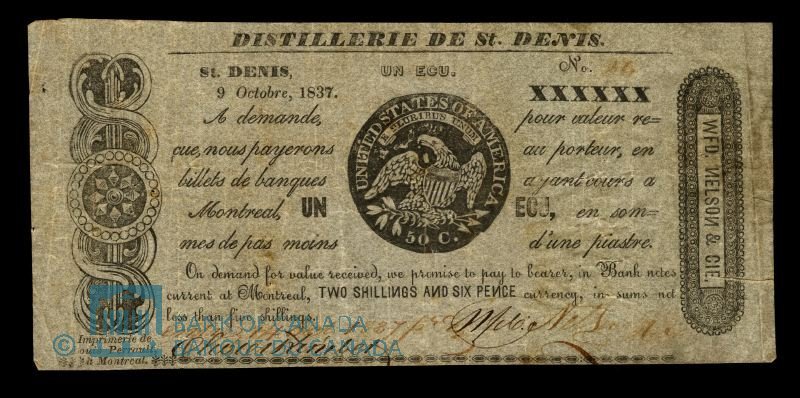 DISTILLERIE DE St. DENIS.
St. DENIS, UN ECU. No.
9 Octobre, 1837. XXXXXX
A demande, pour valeur re=
que, nous payerons au porteur, en
billets de banques ayant cours a
Montreal, UN ECU, en som=
mes de pas moins d'une piastre.
UNITED STATES OF AMERICA
E PLURIBUS UNUM
50 C.
On demand for value received, we promise to pay to bearer, in Bank notes
current at Montreal, TWO SHILLINGS AND SIX PENCE currency, in sums not
less than five shillings.
WFD. NELSON & CIE.
Imprimerie de
Louis Perrault
à Montreal.
© BANK OF CANADA
BANQUE DU CANADA